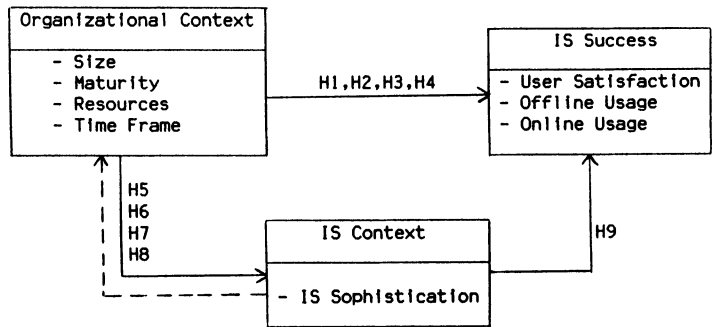 Organizational Context
- Size
- Maturity
- Resources
- Time Frame
H1,H2,H3,H4
IS Success
- User Satisfaction
- Offline Usage
- Online Usage
H5
H6
H7
H8
IS Context
- IS Sophistication
H9